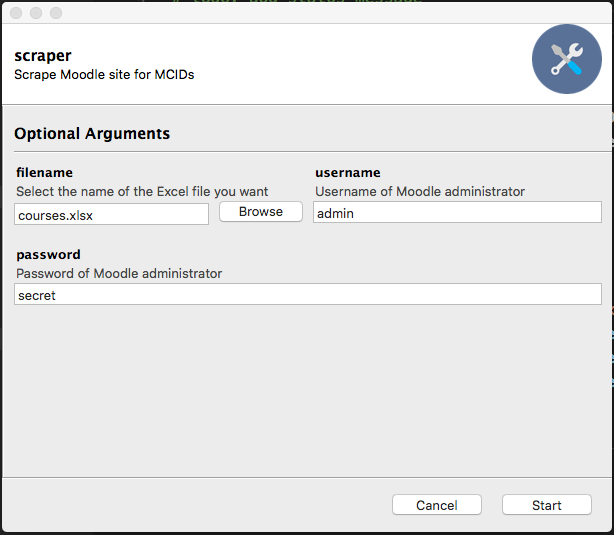 scraper
Scrape Moodle site for MCIDs
Optional Arguments
filename
Select the name of the Excel file you want
courses.xlsx
Browse
username
Username of Moodle administrator
admin
password
Password of Moodle administrator
secret
Cancel
Start